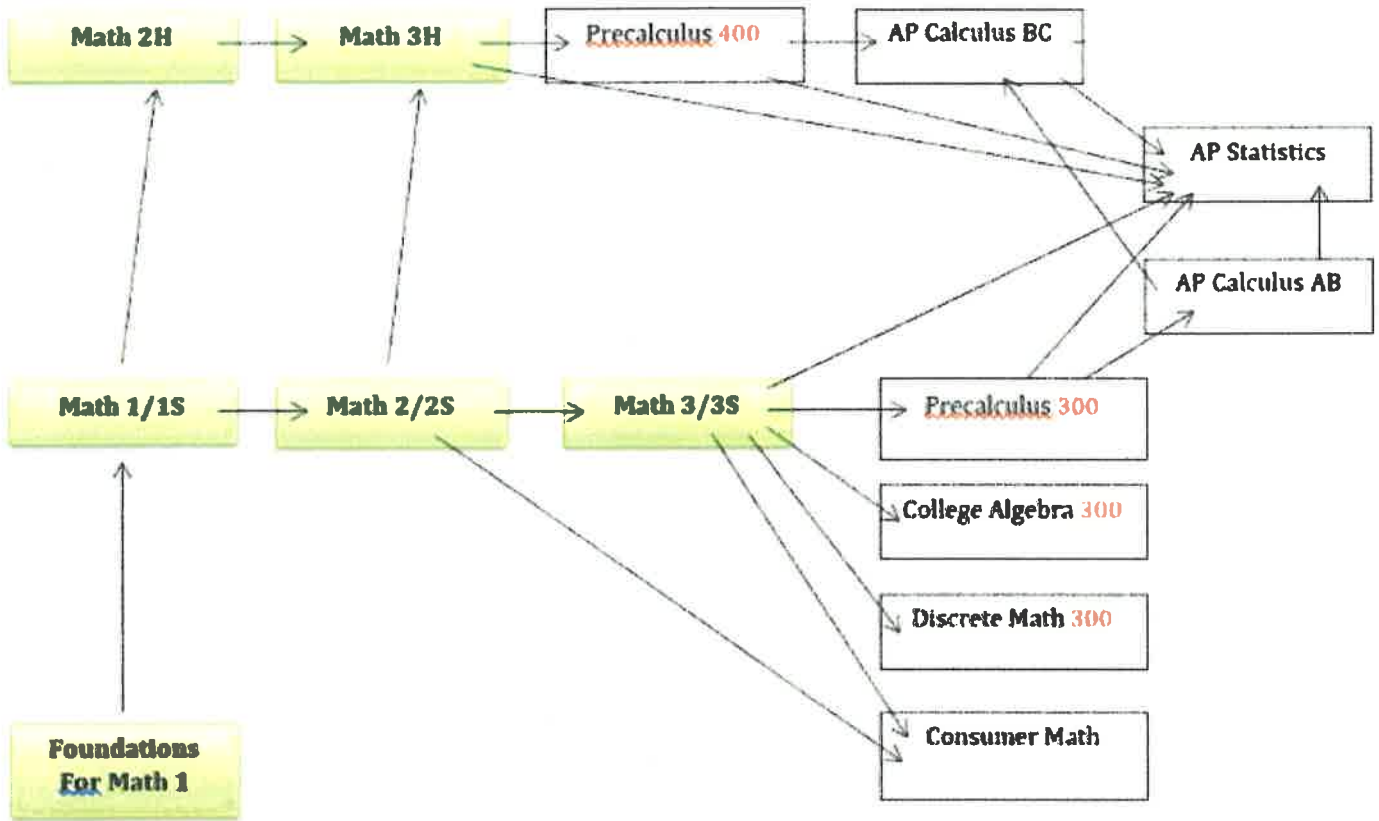 Math 2H
Math 3H
Precalculus 400
AP Calculus BC
AP Statistics
AP Calculus AB
Math 1/1S
Math 2/2S
Math 3/3S
Precalculus 300
College Algebra 300
Discrete Math 300
Consumer Math
Foundations
For Math 1